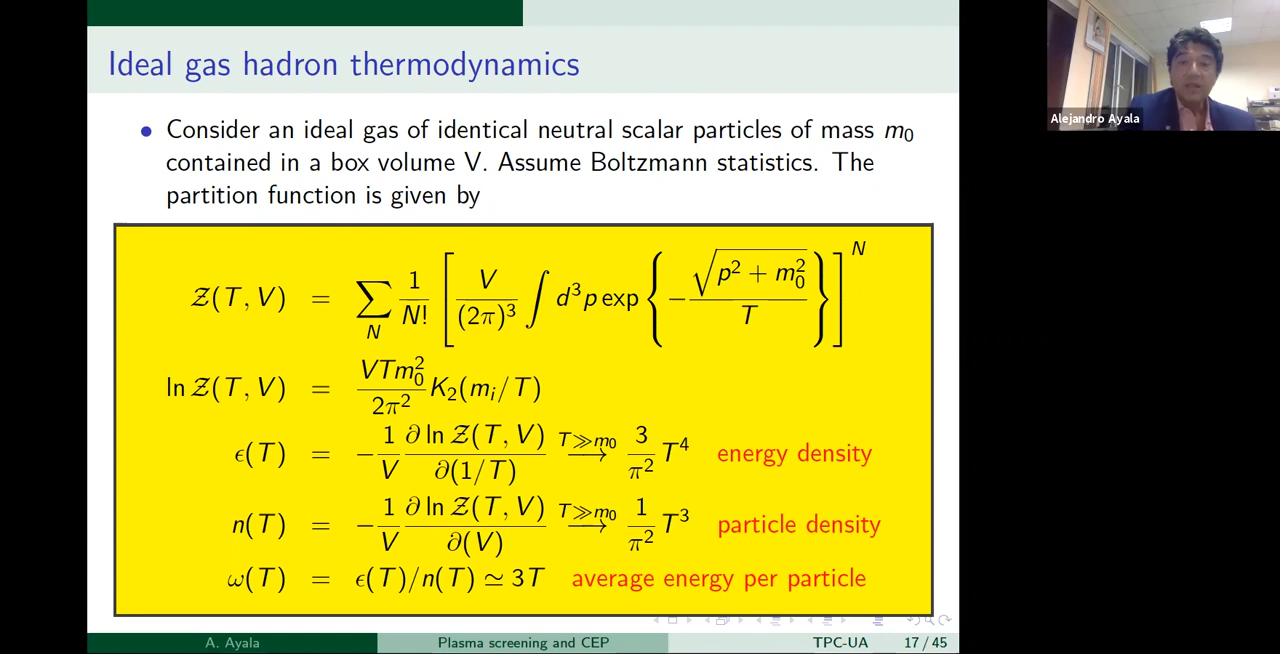 Ideal gas hadron thermodynamics
Alejandro Ayala
• Consider an ideal gas of identical neutral scalar particles of mass m₀
contained in a box volume V. Assume Boltzmann statistics. The
partition function is given by
𝒵(T, V) = ∑_N 1/N! [ V/(2π)³ ∫ d³p exp { −√(p² + m₀²)/T } ]^N
ln 𝒵(T, V) = VTm₀²/2π² K₂(mᵢ/T)
ϵ(T) = −1/V ∂ ln 𝒵(T, V)/∂(1/T) T≫m₀ → 3/π² T⁴ energy density
n(T) = −1/V ∂ ln 𝒵(T, V)/∂(V) T≫m₀ → 1/π² T³ particle density
ω(T) = ϵ(T)/n(T) ≃ 3T average energy per particle
A. Ayala Plasma screening and CEP TPC-UA 17 / 45